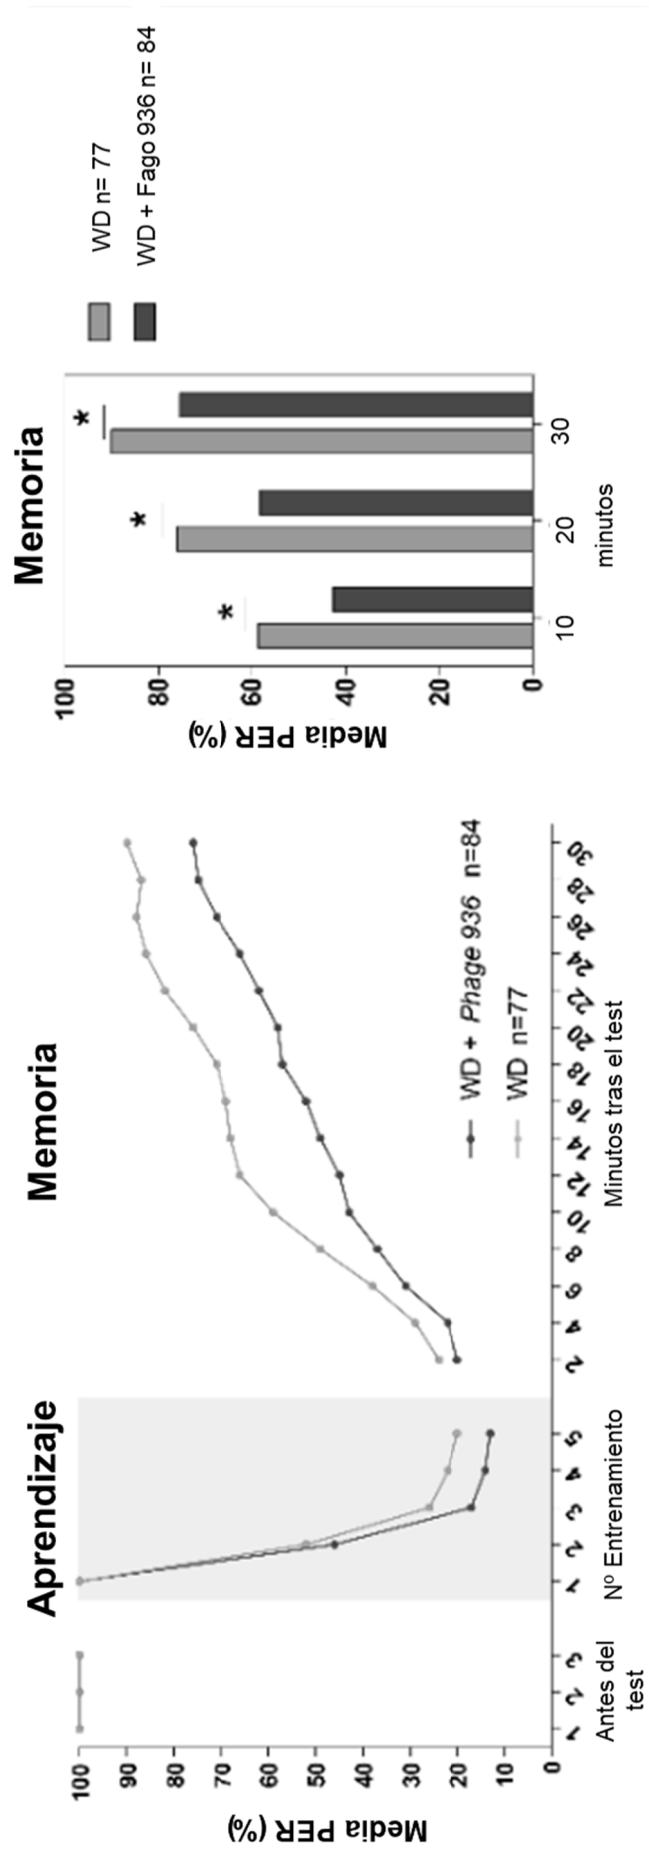 Aprendizaje
Memoria
Media PER (%)
100
90
80
70
60
50
40
30
20
10
0
1 2 3
1 2 3 4 5
2 4 6 8 10 12 14 16 18 20 22 24 26 28 30
Antes del
test
Nº Entrenamiento
Minutos tras el test
WD + Phage 936 n=84
WD n=77
Memoria
Media PER (%)
100
80
60
40
20
0
*
*
*
10 20 30
minutos
WD n= 77
WD + Fago 936 n= 84